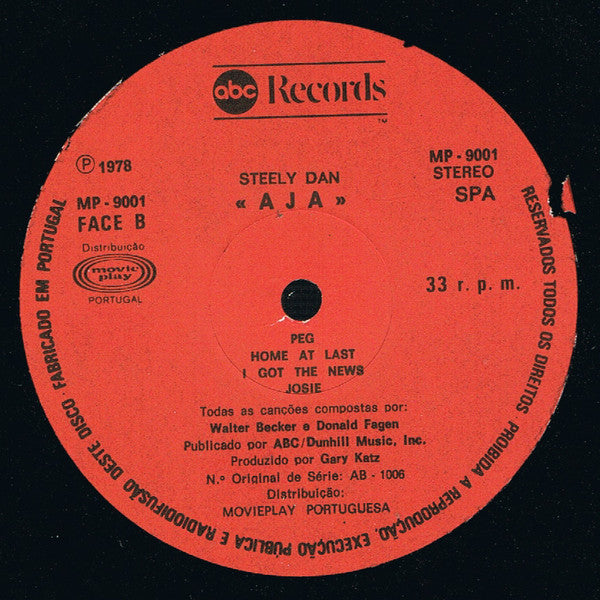 abc Records
TM
℗ 1978
MP - 9001
FACE B
Distribuição
movie play
PORTUGAL
STEELY DAN
« A J A »
MP - 9001
STEREO
SPA
33 r. p. m.
PEG
HOME AT LAST
I GOT THE NEWS
JOSIE
Todas as canções compostas por:
Walter Becker e Donald Fagen
Publicado por ABC/Dunhill Music, Inc.
Produzido por Gary Katz
N.º Original de Série: AB - 1006
Distribuição:
MOVIEPLAY PORTUGUESA
RESERVADOS TODOS OS DIREITOS PROIBIDA A REPRODUÇÃO, EXECUÇÃO PÚBLICA E RADIODIFUSÃO DESTE DISCO · FABRICADO EM PORTUGAL